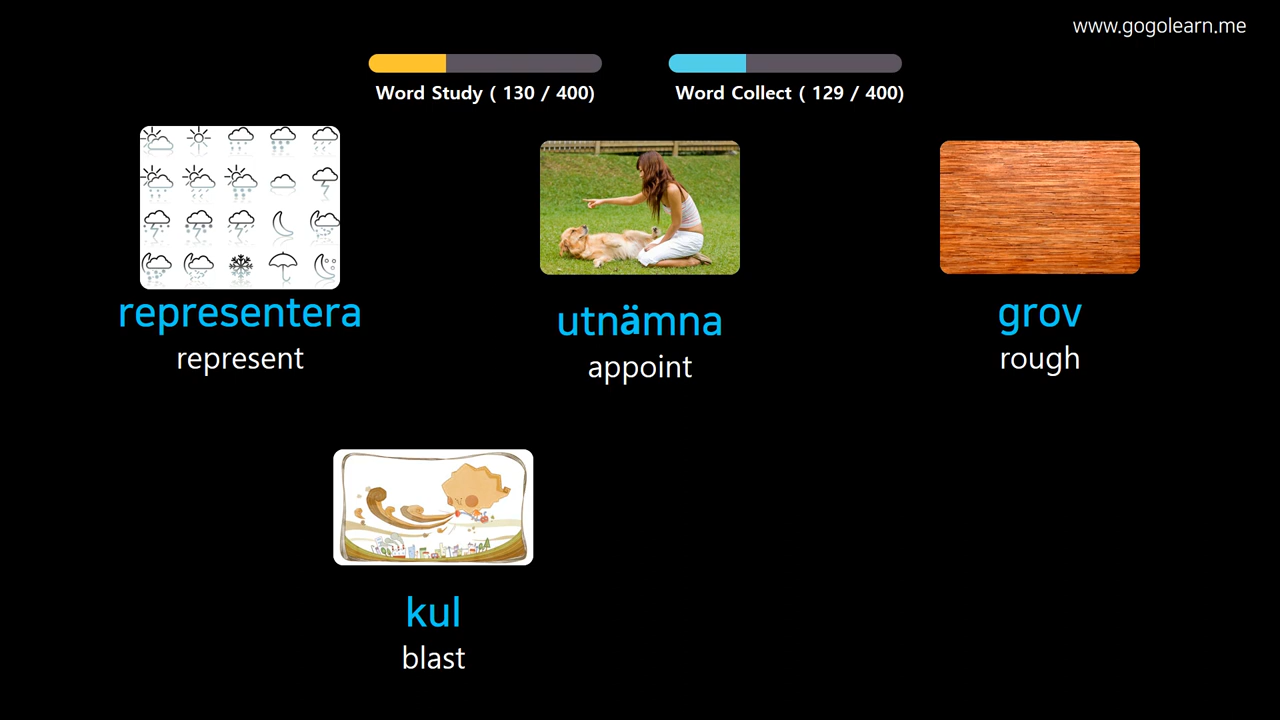 www.gogolearn.me
Word Study ( 130 / 400)
Word Collect ( 129 / 400)
representera
represent
utnämna
appoint
grov
rough
kul
blast